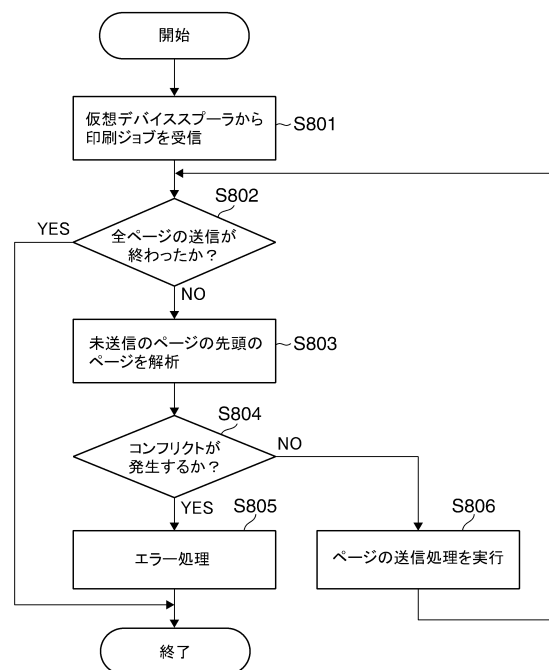 開始
仮想デバイススプーラから
印刷ジョブを受信
S801
S802
YES
全ページの送信が
終わったか？
NO
未送信のページの先頭の
ページを解析
S803
S804
コンフリクトが
発生するか？
NO
YES
S805
エラー処理
S806
ページの送信処理を実行
終了